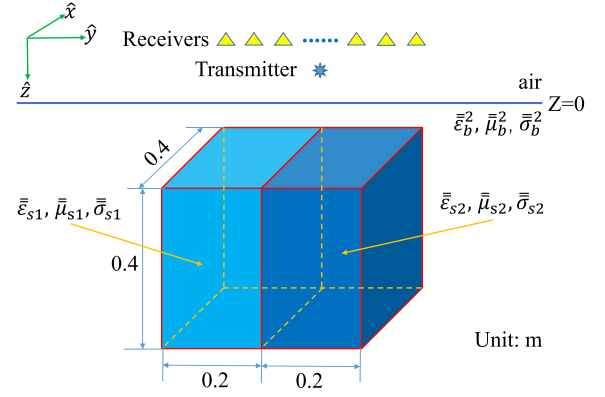 x̂
ŷ
ẑ
Receivers
Transmitter
air
Z=0
ε̿_b^2, μ̿_b^2, σ̿_b^2
0.4
ε̿_s1, μ̿_s1, σ̿_s1
ε̿_s2, μ̿_s2, σ̿_s2
0.4
Unit: m
0.2 0.2